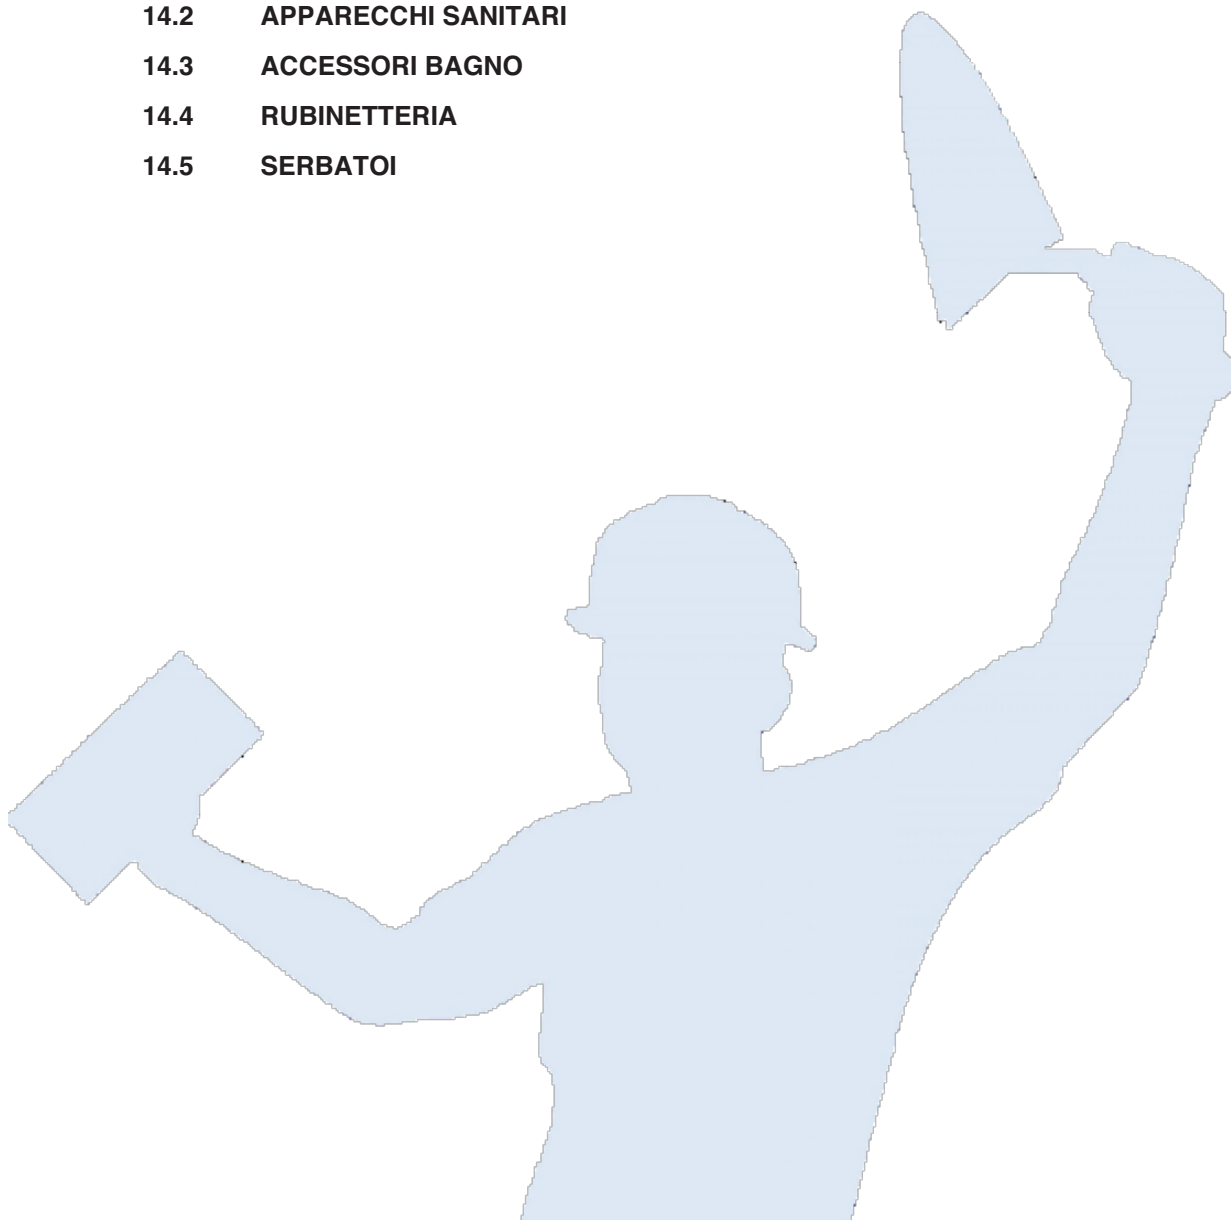 14.2 APPARECCHI SANITARI
14.3 ACCESSORI BAGNO
14.4 RUBINETTERIA
14.5 SERBATOI